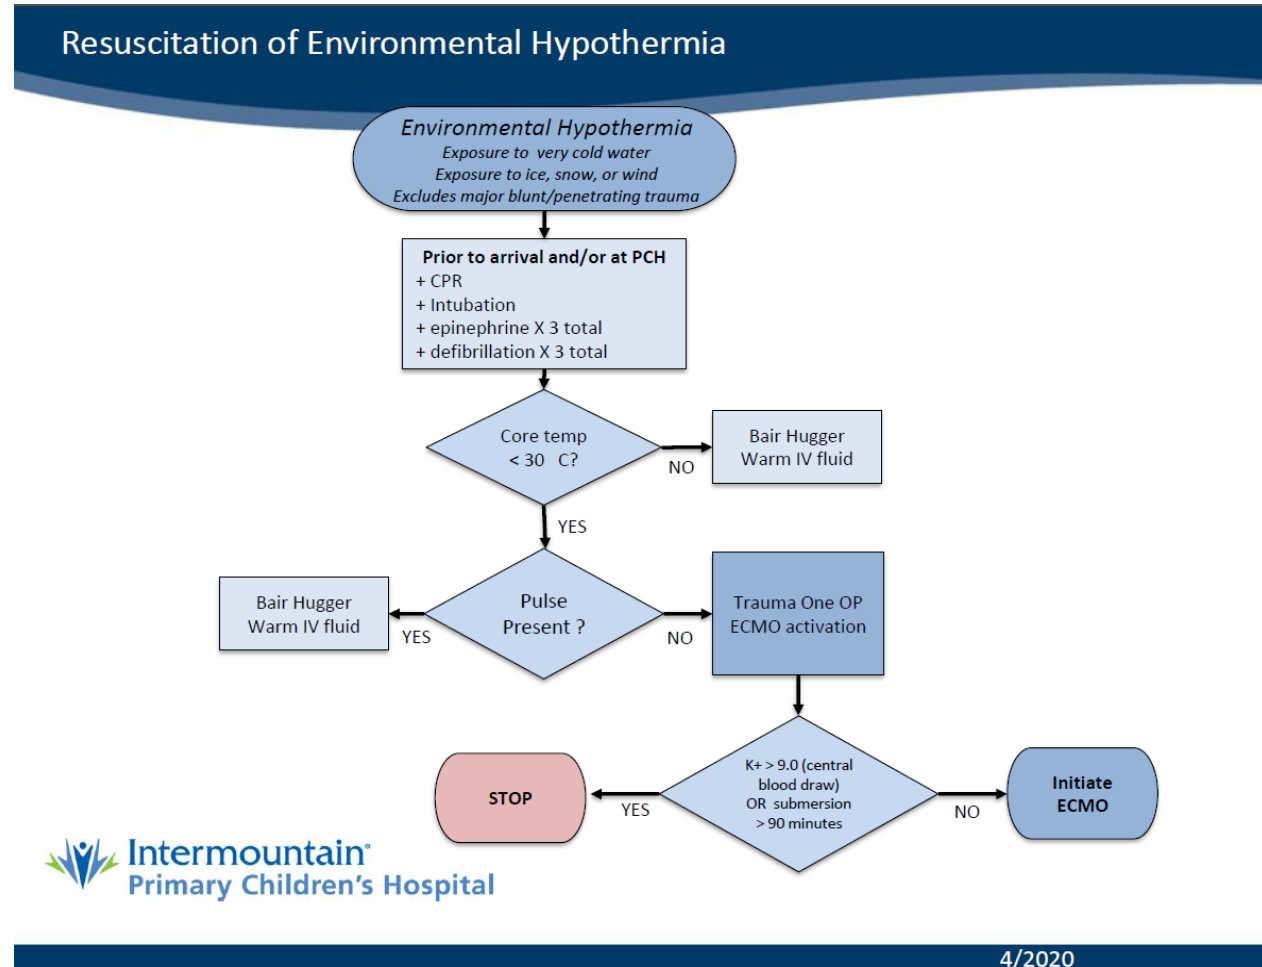 Resuscitation of Environmental Hypothermia
Environmental Hypothermia
Exposure to very cold water
Exposure to ice, snow, or wind
Excludes major blunt/penetrating trauma
Prior to arrival and/or at PCH
+ CPR
+ Intubation
+ epinephrine X 3 total
+ defibrillation X 3 total
Core temp
< 30 C?
NO
Bair Hugger
Warm IV fluid
YES
Pulse
Present ?
YES
Bair Hugger
Warm IV fluid
NO
Trauma One OP
ECMO activation
K+ > 9.0 (central
blood draw)
OR submersion
> 90 minutes
YES
STOP
NO
Initiate
ECMO
Intermountain®
Primary Children's Hospital
4/2020